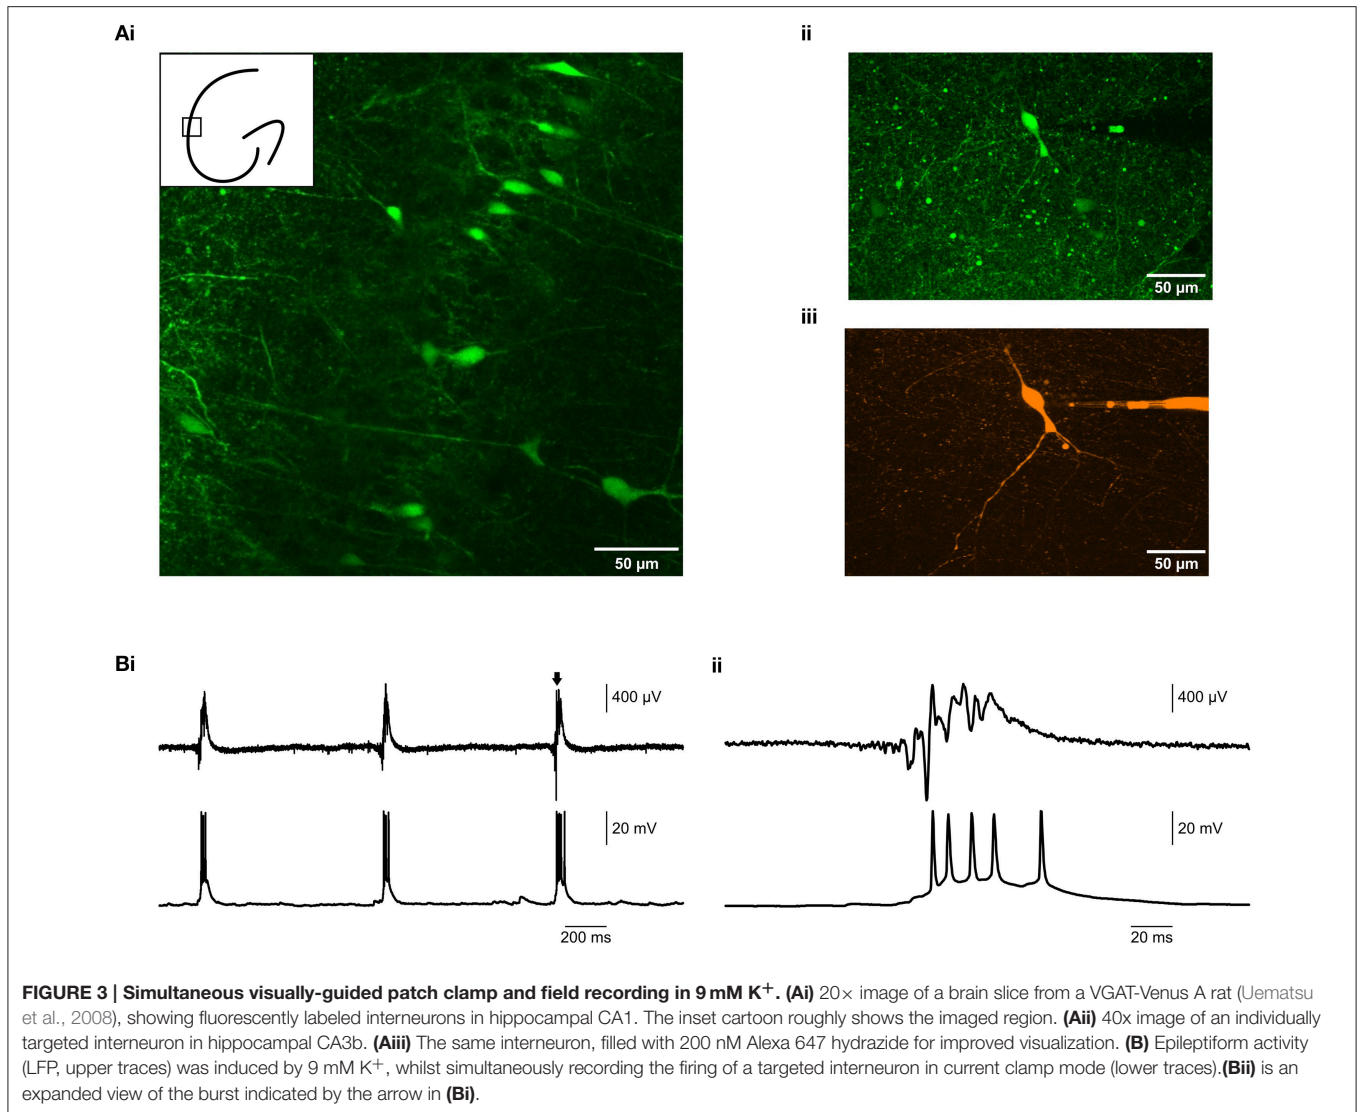 Ai
ii
50 µm
50 µm
iii
50 µm
Bi
ii
400 µV
400 µV
20 mV
20 mV
200 ms
20 ms
FIGURE 3 | Simultaneous visually-guided patch clamp and field recording in 9 mM K+. (Ai) 20× image of a brain slice from a VGAT-Venus A rat (Uematsu
et al., 2008), showing fluorescently labeled interneurons in hippocampal CA1. The inset cartoon roughly shows the imaged region. (Aii) 40x image of an individually
targeted interneuron in hippocampal CA3b. (Aiii) The same interneuron, filled with 200 nM Alexa 647 hydrazide for improved visualization. (B) Epileptiform activity
(LFP, upper traces) was induced by 9 mM K+, whilst simultaneously recording the firing of a targeted interneuron in current clamp mode (lower traces).(Bii) is an
expanded view of the burst indicated by the arrow in (Bi).